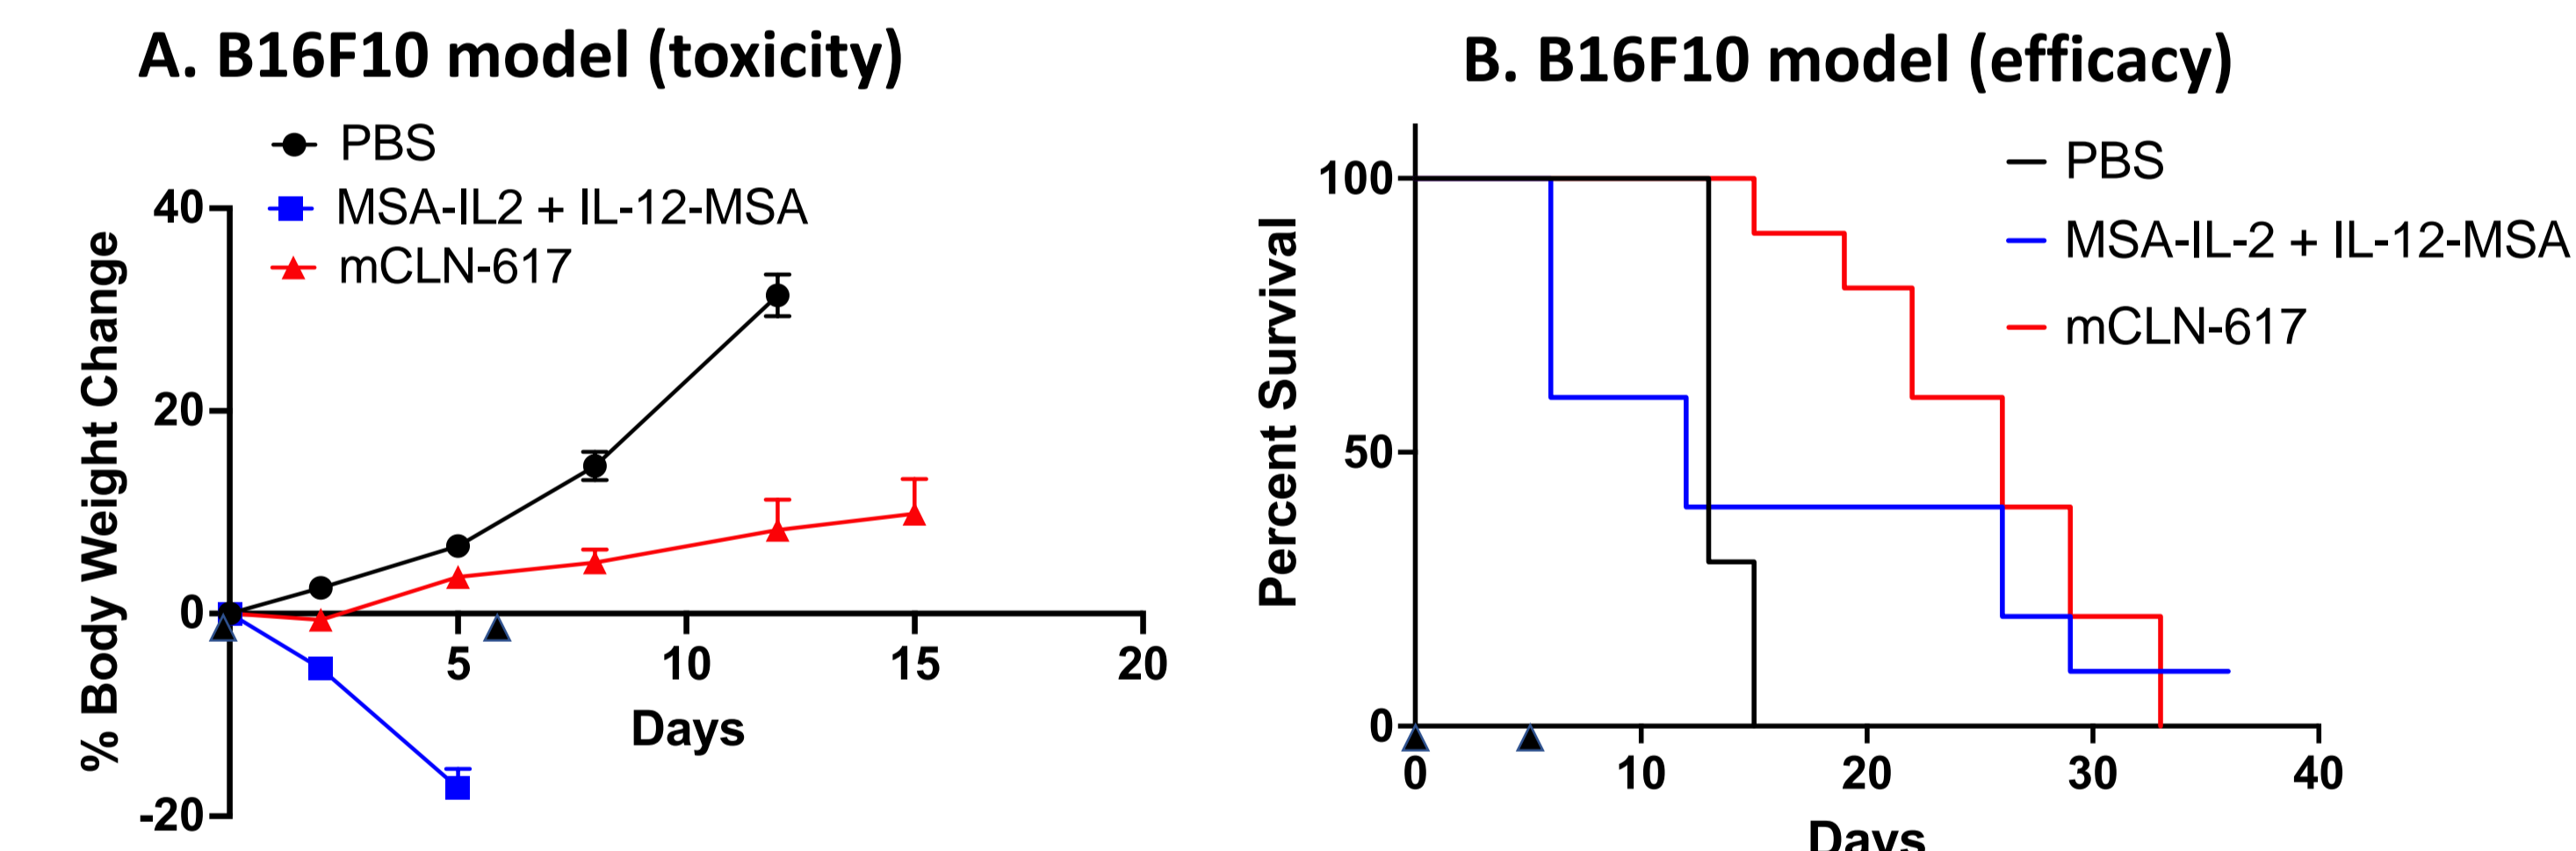 A. B16F10 model (toxicity)
PBS
MSA-IL2 + IL-12-MSA
mCLN-617
% Body Weight Change
40
20
0
-20
5
10
15
20
Days
B. B16F10 model (efficacy)
PBS
MSA-IL-2 + IL-12-MSA
mCLN-617
Percent Survival
100
50
0
0
10
20
30
40
Days